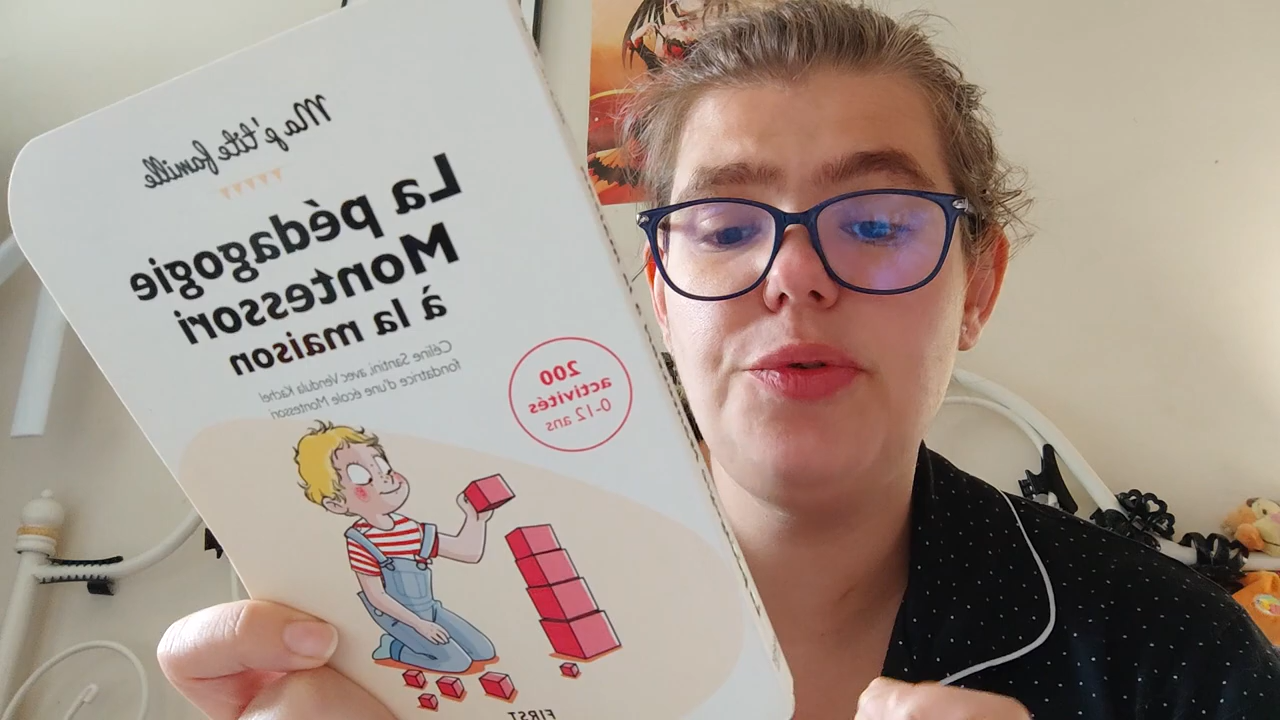 Ma p'tite famille
La pédagogie
Montessori
à la maison
Céline Santini, avec Vendula Kachel
fondatrice d'une école Montessori
200
activités
0-12 ans
FIRST